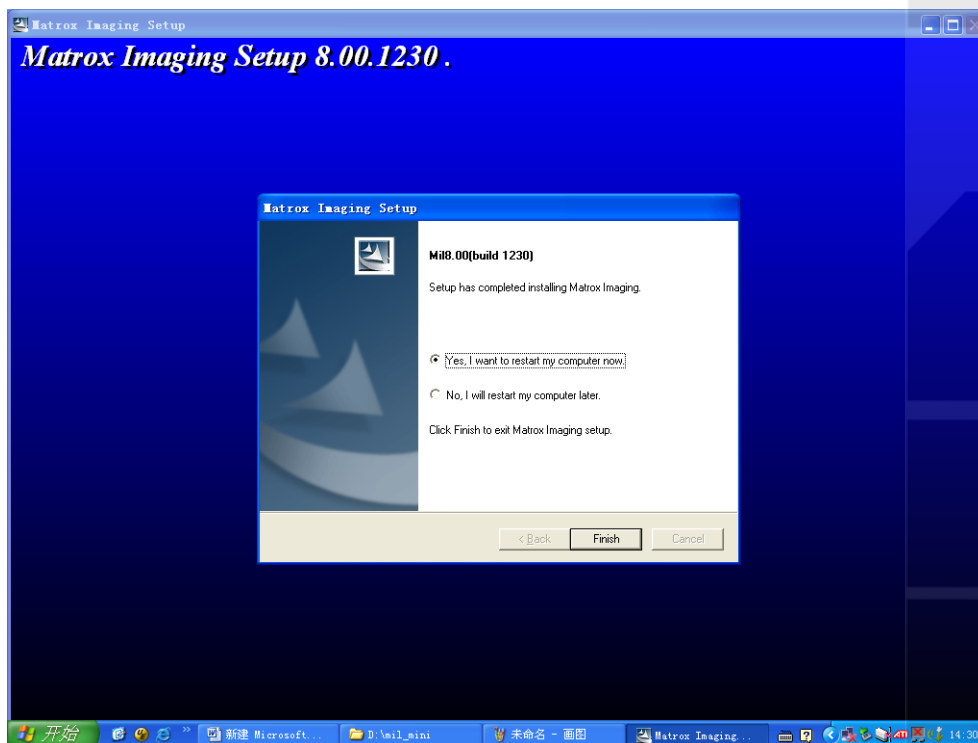 Matrox Imaging Setup
Matrox Imaging Setup 8.00.1230 .
Matrox Imaging Setup
Mil8.00(build 1230)
Setup has completed installing Matrox Imaging.
Yes, I want to restart my computer now.
No, I will restart my computer later.
Click Finish to exit Matrox Imaging setup.
< Back Finish Cancel
开始 » 新建 Microsoft... D:\mil_mini 未命名 - 画图 Matrox Imaging... ATI